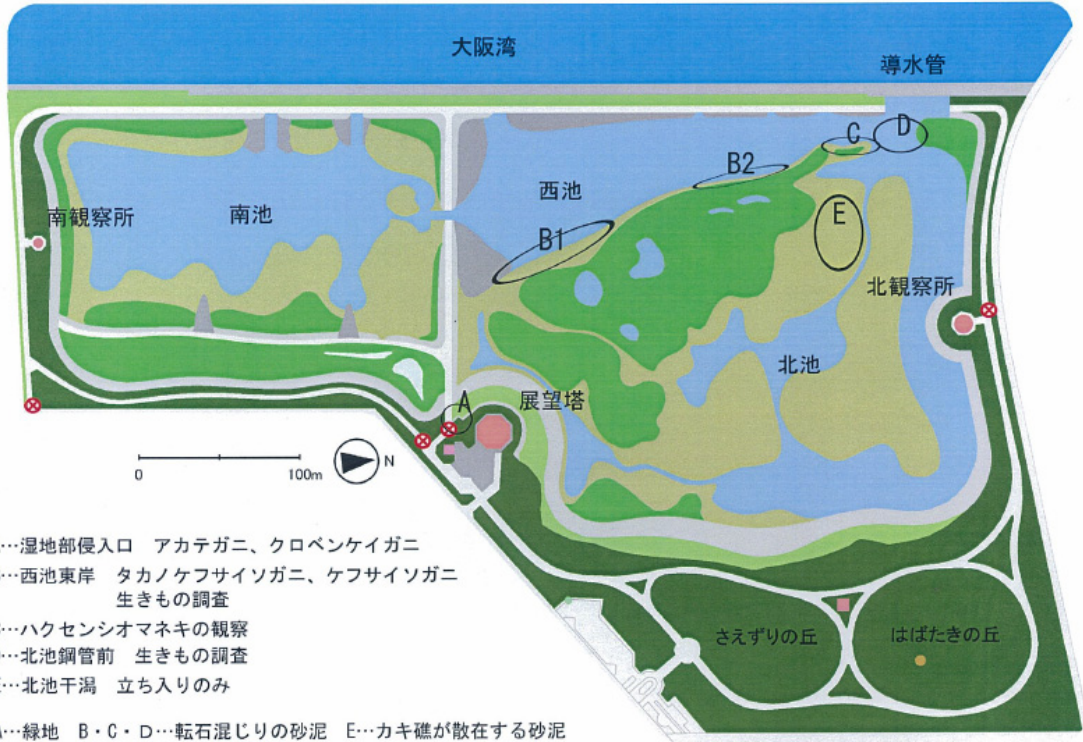 大阪湾
導水管
C
D
B2
西池
E
南観察所
南池
B1
北観察所
北池
A
展望塔
N
0
100m
…湿地部侵入口 アカテガニ、クロベンケイガニ
…西池東岸 タカノケフサイソガニ、ケフサイソガニ
生きもの調査
…ハクセンシオマネキの観察
…北池鋼管前 生きもの調査
…北池干潟 立ち入りのみ
さえずりの丘
はばたきの丘
…緑地 B・C・D…転石混じりの砂泥 E…カキ礁が散在する砂泥